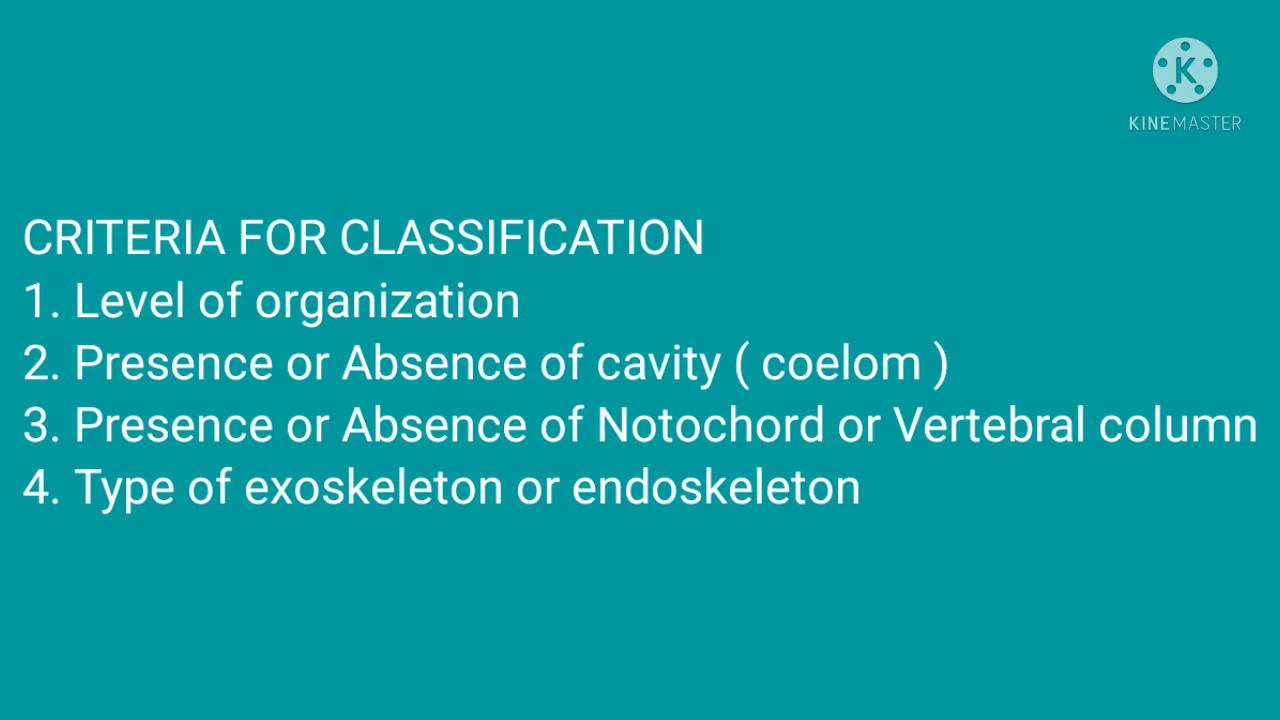 K
KINEMASTER
CRITERIA FOR CLASSIFICATION
1. Level of organization
2. Presence or Absence of cavity ( coelom )
3. Presence or Absence of Notochord or Vertebral column
4. Type of exoskeleton or endoskeleton